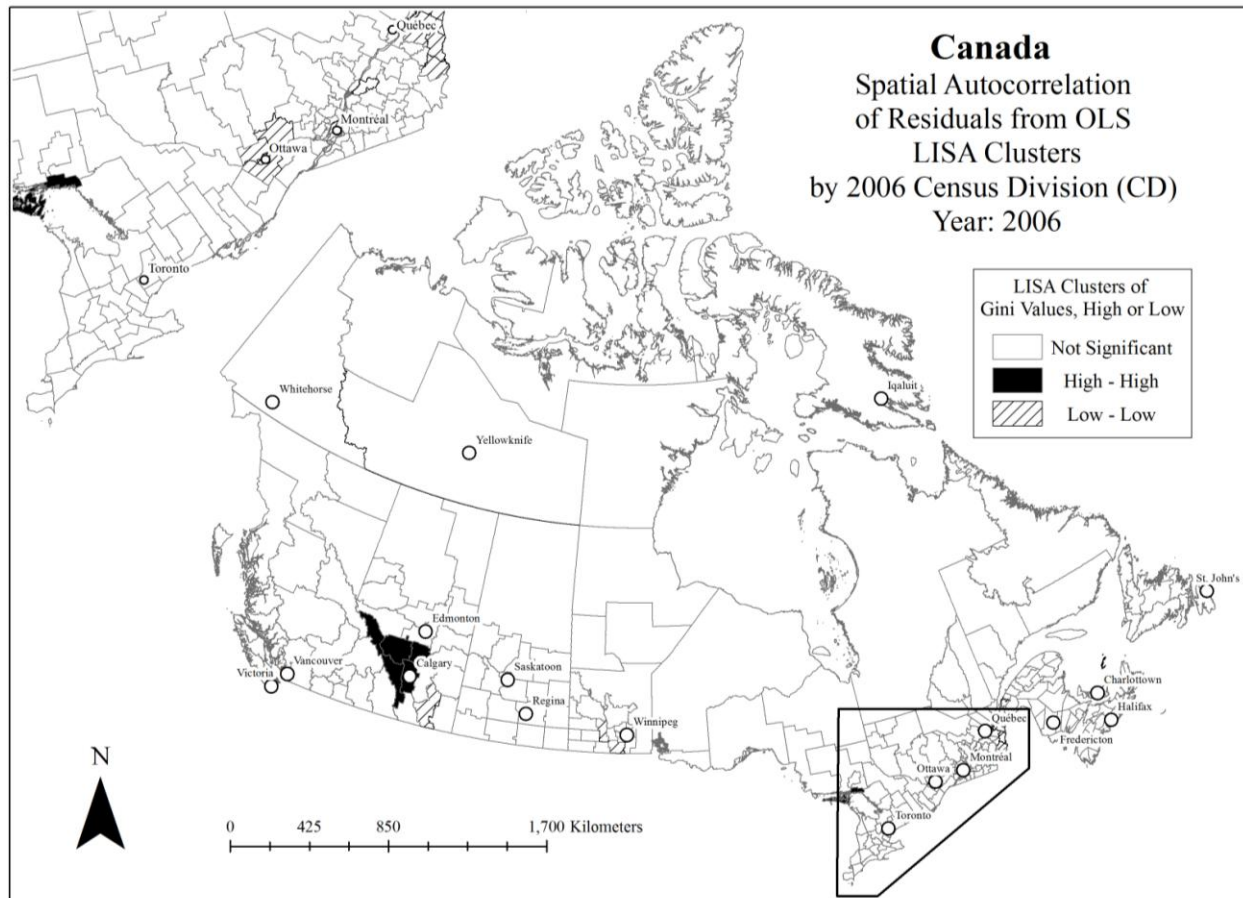 Canada
Spatial Autocorrelation
of Residuals from OLS
LISA Clusters
by 2006 Census Division (CD)
Year: 2006
LISA Clusters of
Gini Values, High or Low
Not Significant
High - High
Low - Low
Québec
Montréal
Ottawa
Toronto
Whitehorse
Yellowknife
Iqaluit
St. John's
Edmonton
Calgary
Vancouver
Victoria
Saskatoon
Regina
Winnipeg
Charlottown
Halifax
Fredericton
Québec
Montréal
Ottawa
Toronto
N
0 425 850 1,700 Kilometers